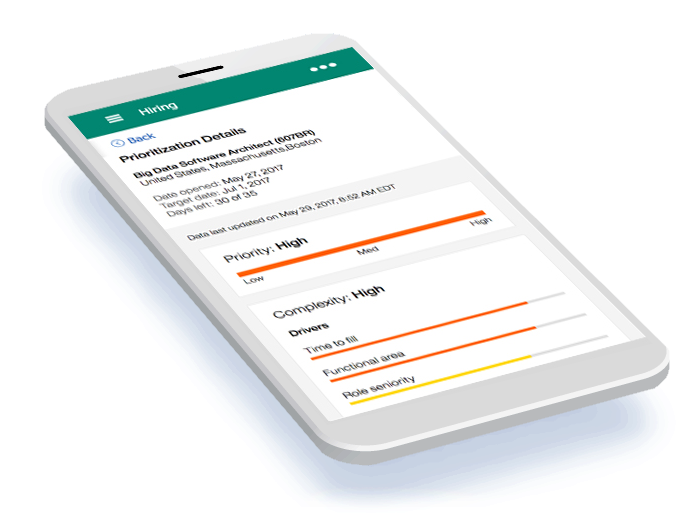 Hiring
Back
Prioritization Details
Big Data Software Architect (607BR)
United States, Massachusetts,Boston
Date opened: May 27, 2017
Target date: Jul 1, 2017
Days left: 30 of 35
Data last updated on May 29, 2017, 8:52 AM EDT
Priority: High
Low Med High
Complexity: High
Drivers
Time to fill
Functional area
Role seniority